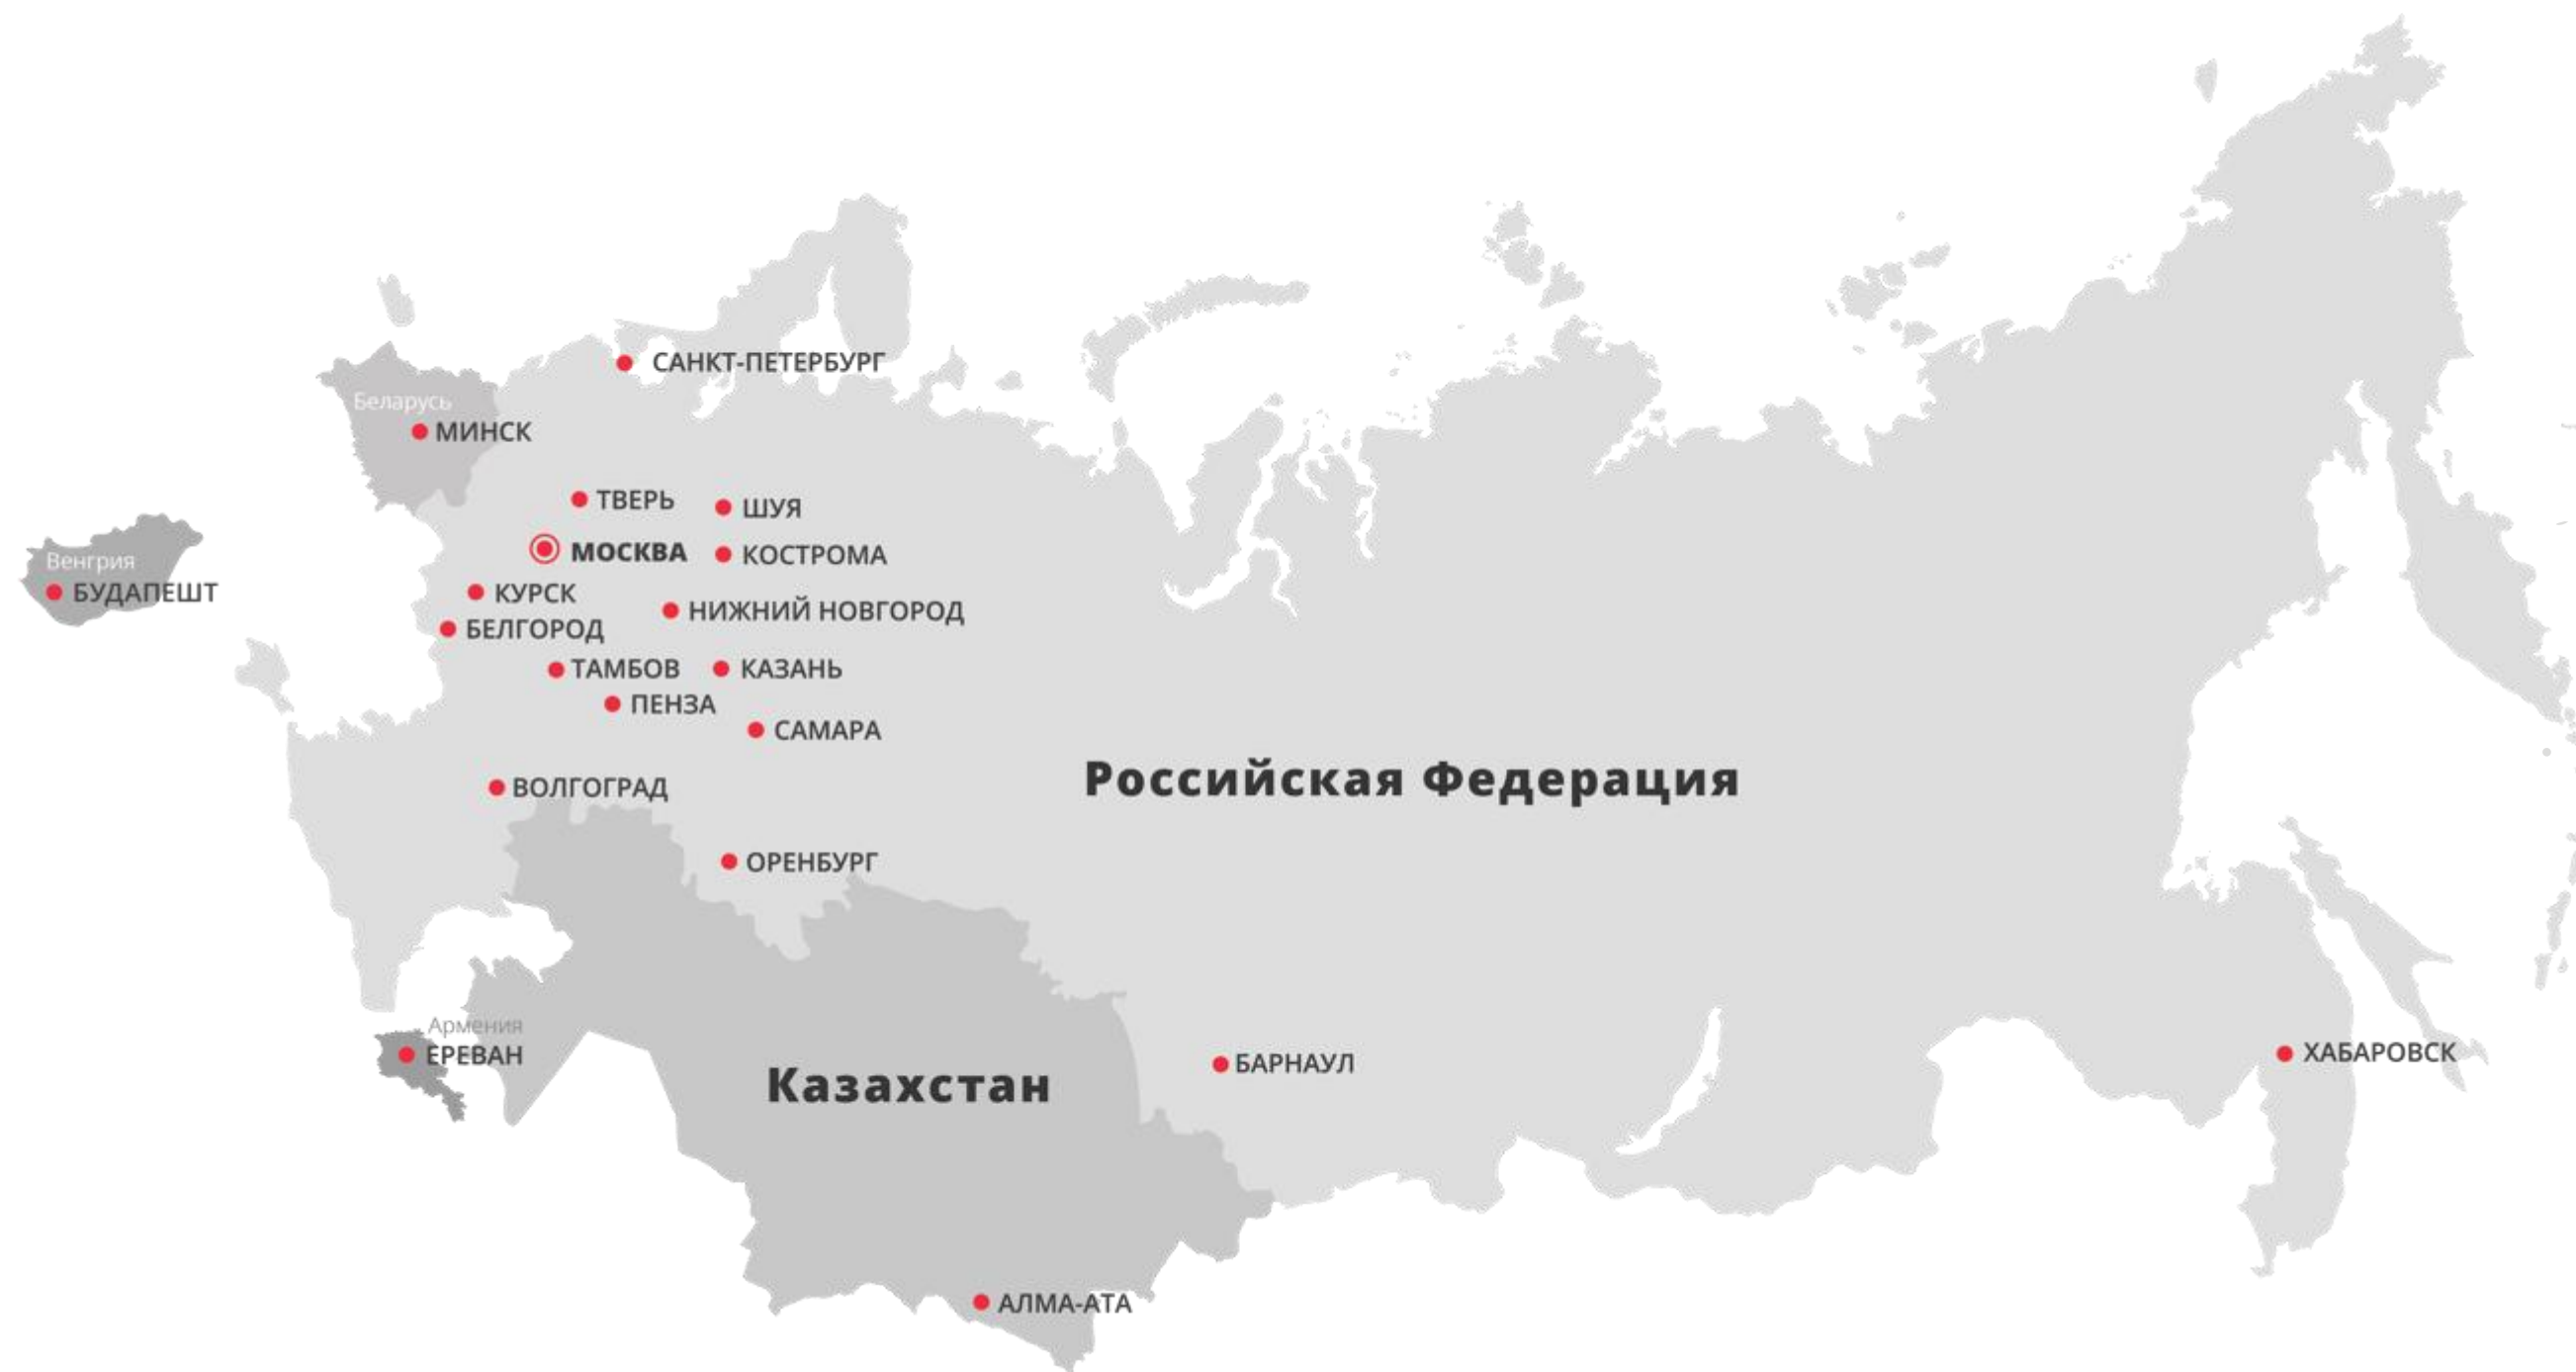 САНКТ-ПЕТЕРБУРГ
Беларусь
МИНСК
ТВЕРЬ
ШУЯ
МОСКВА
КОСТРОМА
Венгрия
БУДАПЕШТ
КУРСК
НИЖНИЙ НОВГОРОД
БЕЛГОРОД
ТАМБОВ
КАЗАНЬ
ПЕНЗА
САМАРА
Российская Федерация
ВОЛГОГРАД
ОРЕНБУРГ
Армения
ЕРЕВАН
Казахстан
БАРНАУЛ
ХАБАРОВСК
АЛМА-АТА